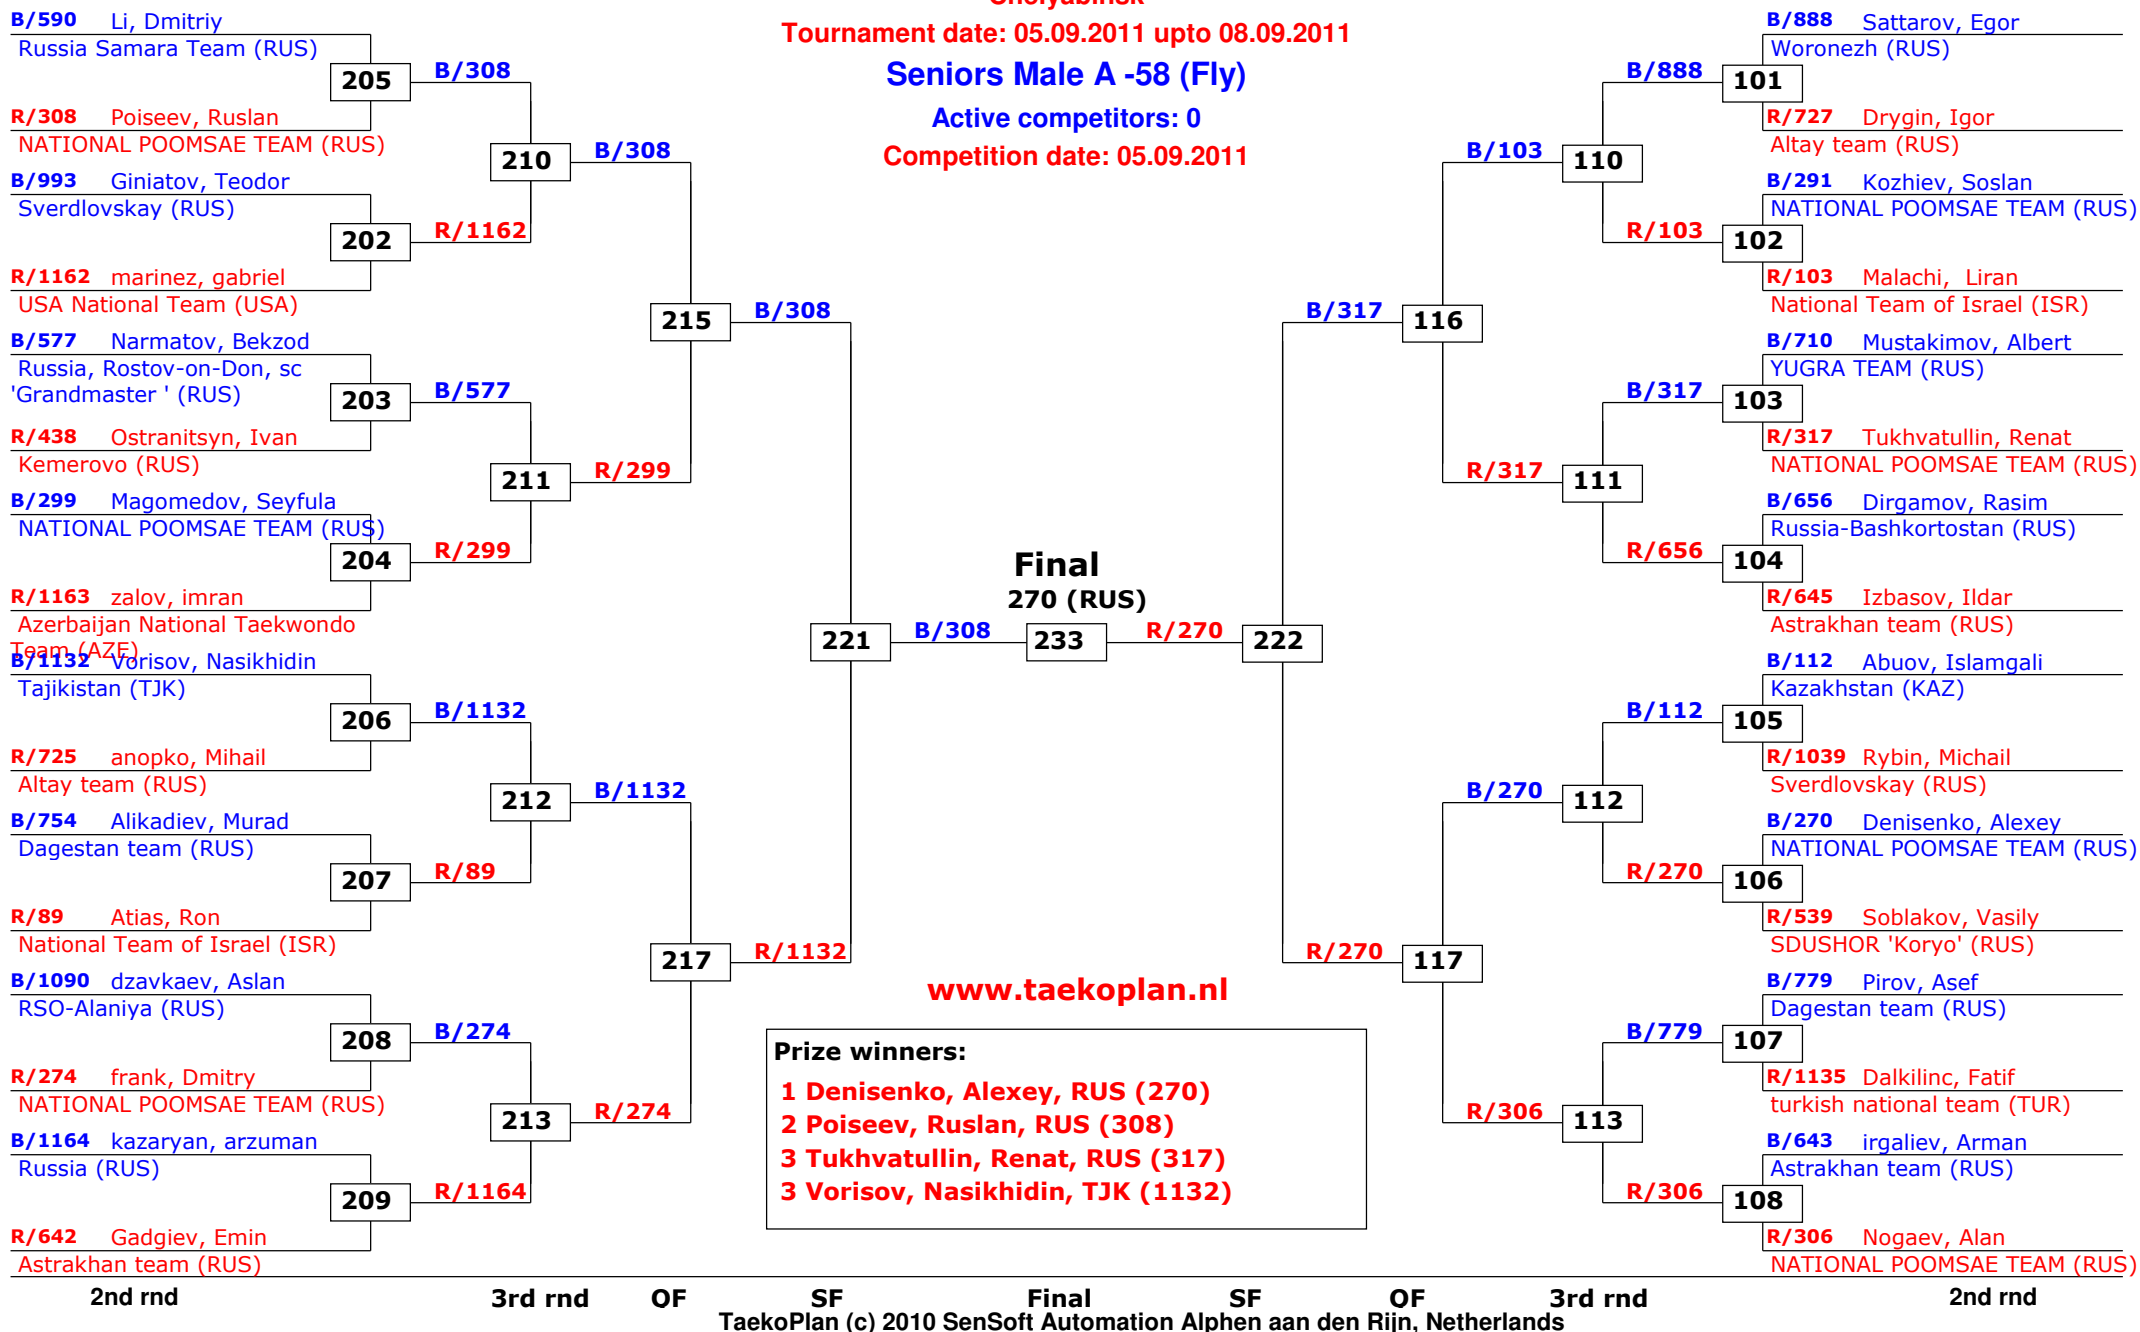 Tournament date: 05.09.2011 upto 08.09.2011
Seniors Male A -58 (Fly)
Active competitors: 0
Competition date: 05.09.2011
B/590 Li, Dmitriy
Russia Samara Team (RUS)
205
B/308
R/308 Poiseev, Ruslan
NATIONAL POOMSAE TEAM (RUS)
210
B/308
B/993 Giniatov, Teodor
Sverdlovskay (RUS)
202
R/1162
R/1162 marinez, gabriel
USA National Team (USA)
215
B/308
B/577 Narmatov, Bekzod
Russia, Rostov-on-Don, sc
'Grandmaster ' (RUS)
203
B/577
R/438 Ostranitsyn, Ivan
Kemerovo (RUS)
211
R/299
B/299 Magomedov, Seyfula
NATIONAL POOMSAE TEAM (RUS)
204
R/299
R/1163 zalov, imran
Azerbaijan National Taekwondo
Team (AZE)
221
B/308
B/1132 Vorisov, Nasikhidin
Tajikistan (TJK)
206
B/1132
R/725 anopko, Mihail
Altay team (RUS)
212
B/1132
B/754 Alikadiev, Murad
Dagestan team (RUS)
207
R/89
R/89 Atias, Ron
National Team of Israel (ISR)
217
R/1132
B/1090 dzavkaev, Aslan
RSO-Alaniya (RUS)
208
B/274
R/274 frank, Dmitry
NATIONAL POOMSAE TEAM (RUS)
213
R/274
B/1164 kazaryan, arzuman
Russia (RUS)
209
R/1164
R/642 Gadgiev, Emin
Astrakhan team (RUS)
Final
270 (RUS)
233
R/270
222
B/888 Sattarov, Egor
Woronezh (RUS)
B/888
101
R/727 Drygin, Igor
Altay team (RUS)
B/103
110
B/291 Kozhiev, Soslan
NATIONAL POOMSAE TEAM (RUS)
R/103
102
R/103 Malachi, Liran
National Team of Israel (ISR)
B/317
116
B/710 Mustakimov, Albert
YUGRA TEAM (RUS)
B/317
103
R/317 Tukhvatullin, Renat
NATIONAL POOMSAE TEAM (RUS)
R/317
111
B/656 Dirgamov, Rasim
Russia-Bashkortostan (RUS)
R/656
104
R/645 Izbasov, Ildar
Astrakhan team (RUS)
B/112 Abuov, Islamgali
Kazakhstan (KAZ)
B/112
105
R/1039 Rybin, Michail
Sverdlovskay (RUS)
B/270
112
B/270 Denisenko, Alexey
NATIONAL POOMSAE TEAM (RUS)
R/270
106
R/539 Soblakov, Vasily
SDUSHOR 'Koryo' (RUS)
R/270
117
B/779 Pirov, Asef
Dagestan team (RUS)
B/779
107
R/1135 Dalkilinc, Fatif
turkish national team (TUR)
R/306
113
B/643 irgaliev, Arman
Astrakhan team (RUS)
R/306
108
R/306 Nogaev, Alan
NATIONAL POOMSAE TEAM (RUS)
www.taekoplan.nl
Prize winners:
1 Denisenko, Alexey, RUS (270)
2 Poiseev, Ruslan, RUS (308)
3 Tukhvatullin, Renat, RUS (317)
3 Vorisov, Nasikhidin, TJK (1132)
2nd rnd 3rd rnd QF SF Final SF QF 3rd rnd 2nd rnd
TaekoPlan (c) 2010 SenSoft Automation Alphen aan den Rijn, Netherlands